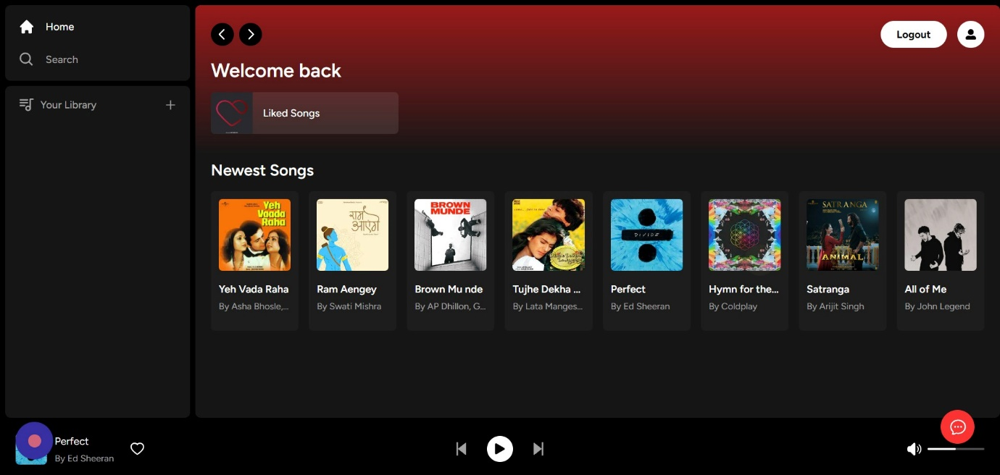 Home
Search
Your Library
Logout
Welcome back
Liked Songs
Newest Songs
Yeh
Vaada
Raha
Yeh Vada Raha
By Asha Bhosle,...
राम
आएंगे
Ram Aengey
By Swati Mishra
BROWN
MUNDE
Brown Mu nde
By AP Dhillon, G...
Tujhe Dekha ...
By Lata Manges...
DIVIDE
Perfect
By Ed Sheeran
Hymn for the...
By Coldplay
SATRANGA
ANIMAL
Satranga
By Arijit Singh
All of Me
By John Legend
Perfect
By Ed Sheeran